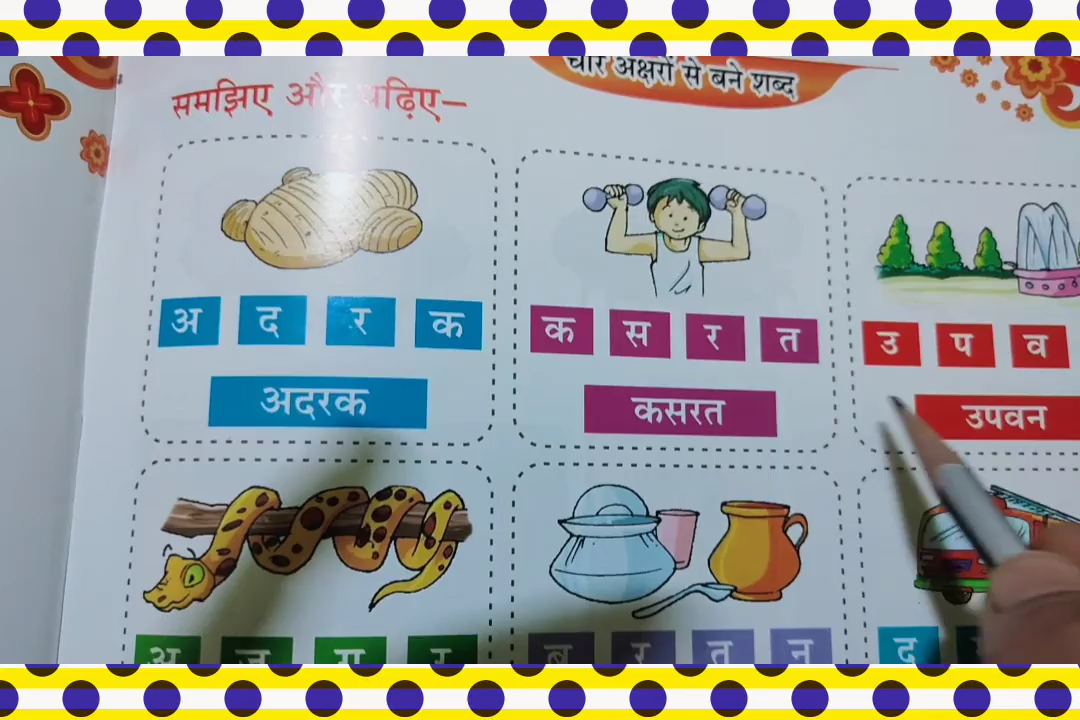 चार अक्षरों से बने शब्द
समझिए और पढ़िए–
अ द र क
अदरक
क स र त
कसरत
उ प व
उपवन
अ ज ग र
ब र त न
द